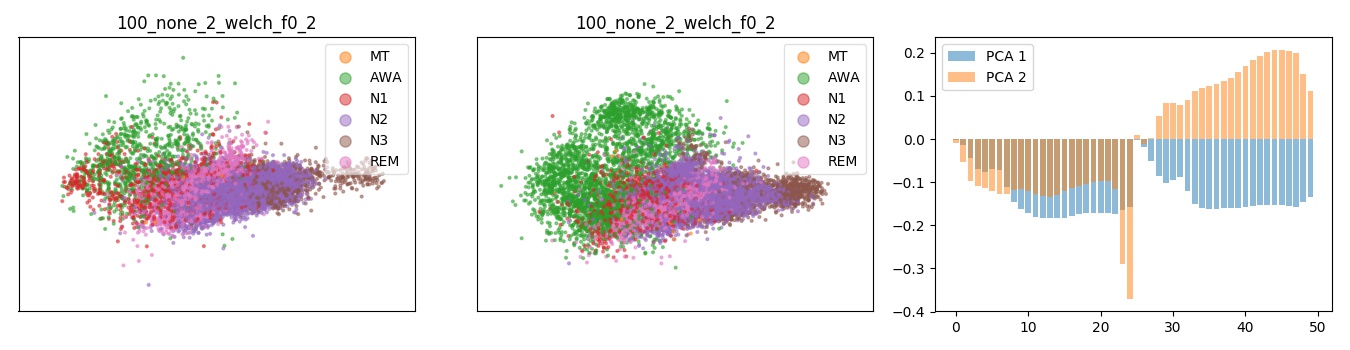 100_none_2_welch_f0_2
MT
AWA
N1
N2
N3
REM
100_none_2_welch_f0_2
MT
AWA
N1
N2
N3
REM
PCA 1
PCA 2
0.2
0.1
0.0
−0.1
−0.2
−0.3
−0.4
0 10 20 30 40 50